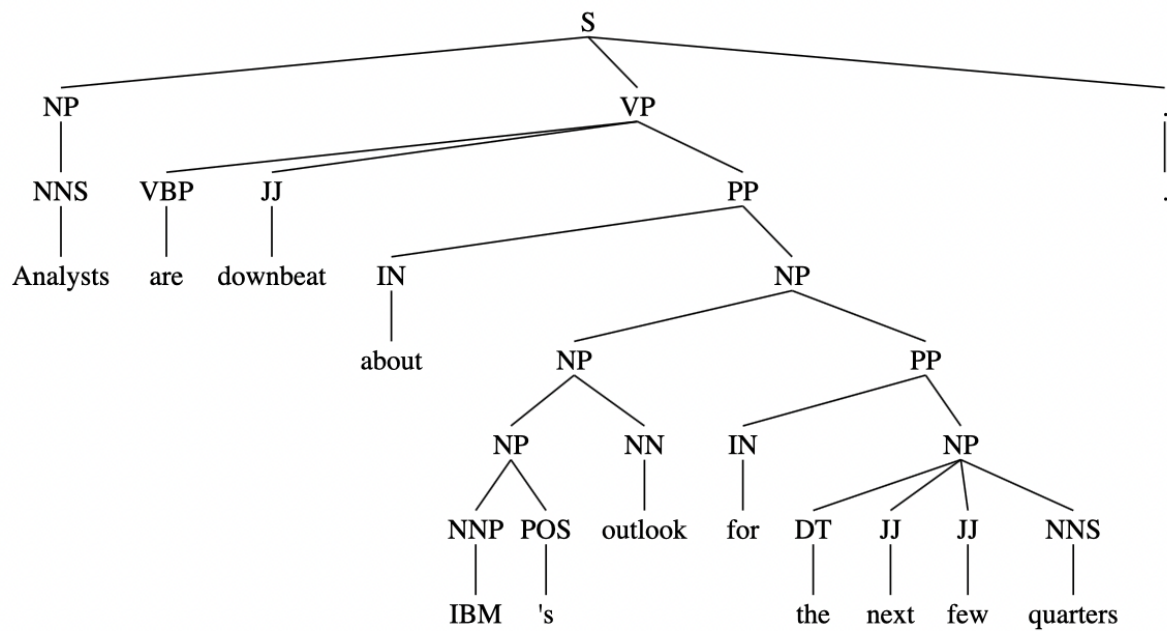 S
NP VP .
NNS VBP JJ PP .
Analysts are downbeat IN NP
about NP PP
NP NN IN NP
NNP POS outlook for DT JJ JJ NNS
IBM 's the next few quarters